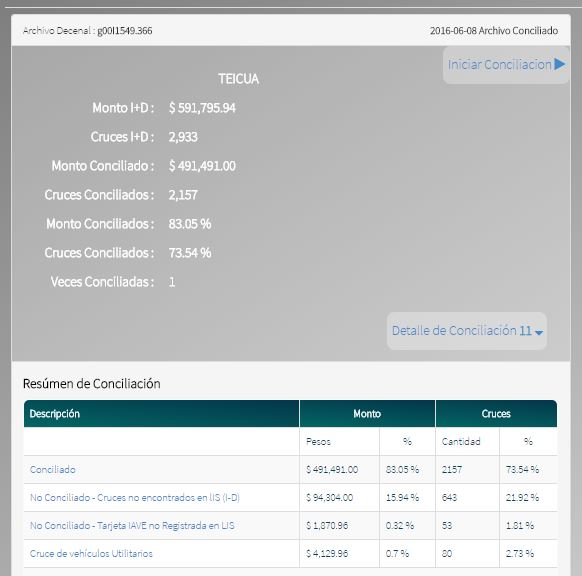 Archivo Decenal : g00I1549.366 2016-06-08 Archivo Conciliado
Iniciar Conciliacion
TEICUA
Monto I+D : $ 591,795.94
Cruces I+D : 2,933
Monto Conciliado : $ 491,491.00
Cruces Conciliados : 2,157
Monto Conciliados : 83.05 %
Cruces Conciliados : 73.54 %
Veces Conciliadas : 1
Detalle de Conciliación 11
Resúmen de Conciliación
Descripción Monto Cruces
Pesos % Cantidad %
Conciliado $ 491,491.00 83.05 % 2157 73.54 %
No Conciliado - Cruces no encontrados en lIS (I-D) $ 94,304.00 15.94 % 643 21.92 %
No Conciliado - Tarjeta IAVE no Registrada en LIS $ 1,870.96 0.32 % 53 1.81 %
Cruce de vehículos Utilitarios $ 4,129.96 0.7 % 80 2.73 %